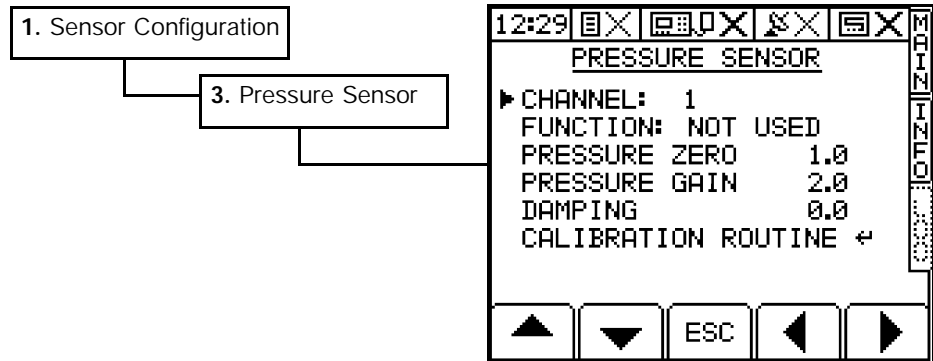 1. Sensor Configuration
3. Pressure Sensor
12:29
PRESSURE SENSOR
CHANNEL: 1
FUNCTION: NOT USED
PRESSURE ZERO 1.0
PRESSURE GAIN 2.0
DAMPING 0.0
CALIBRATION ROUTINE ↵
ESC
MAIN
INFO